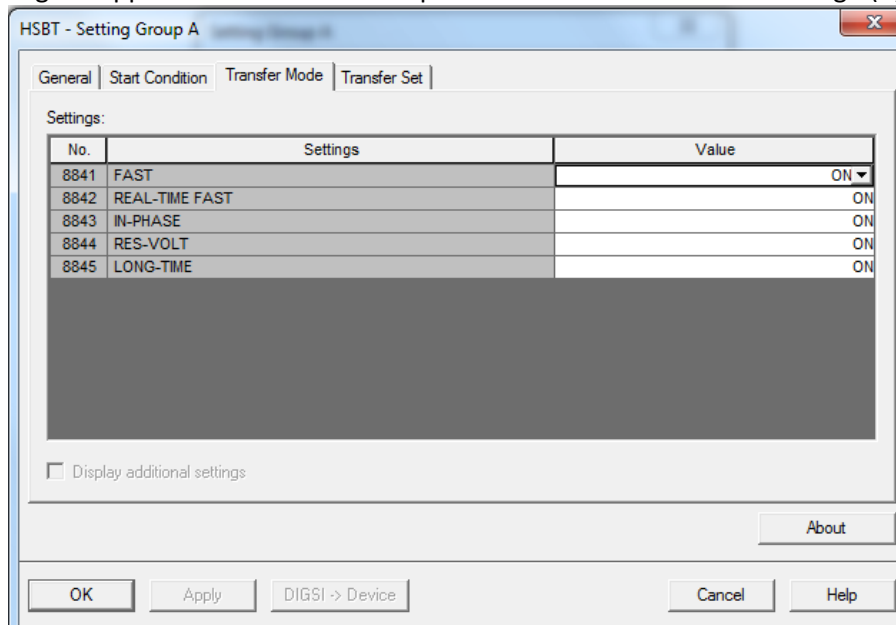 HSBT - Setting Group A
General Start Condition Transfer Mode Transfer Set
Settings:
No. Settings Value
8841 FAST ON
8842 REAL-TIME FAST ON
8843 IN-PHASE ON
8844 RES-VOLT ON
8845 LONG-TIME ON
Display additional settings
About
OK Apply DIGSI -> Device Cancel Help